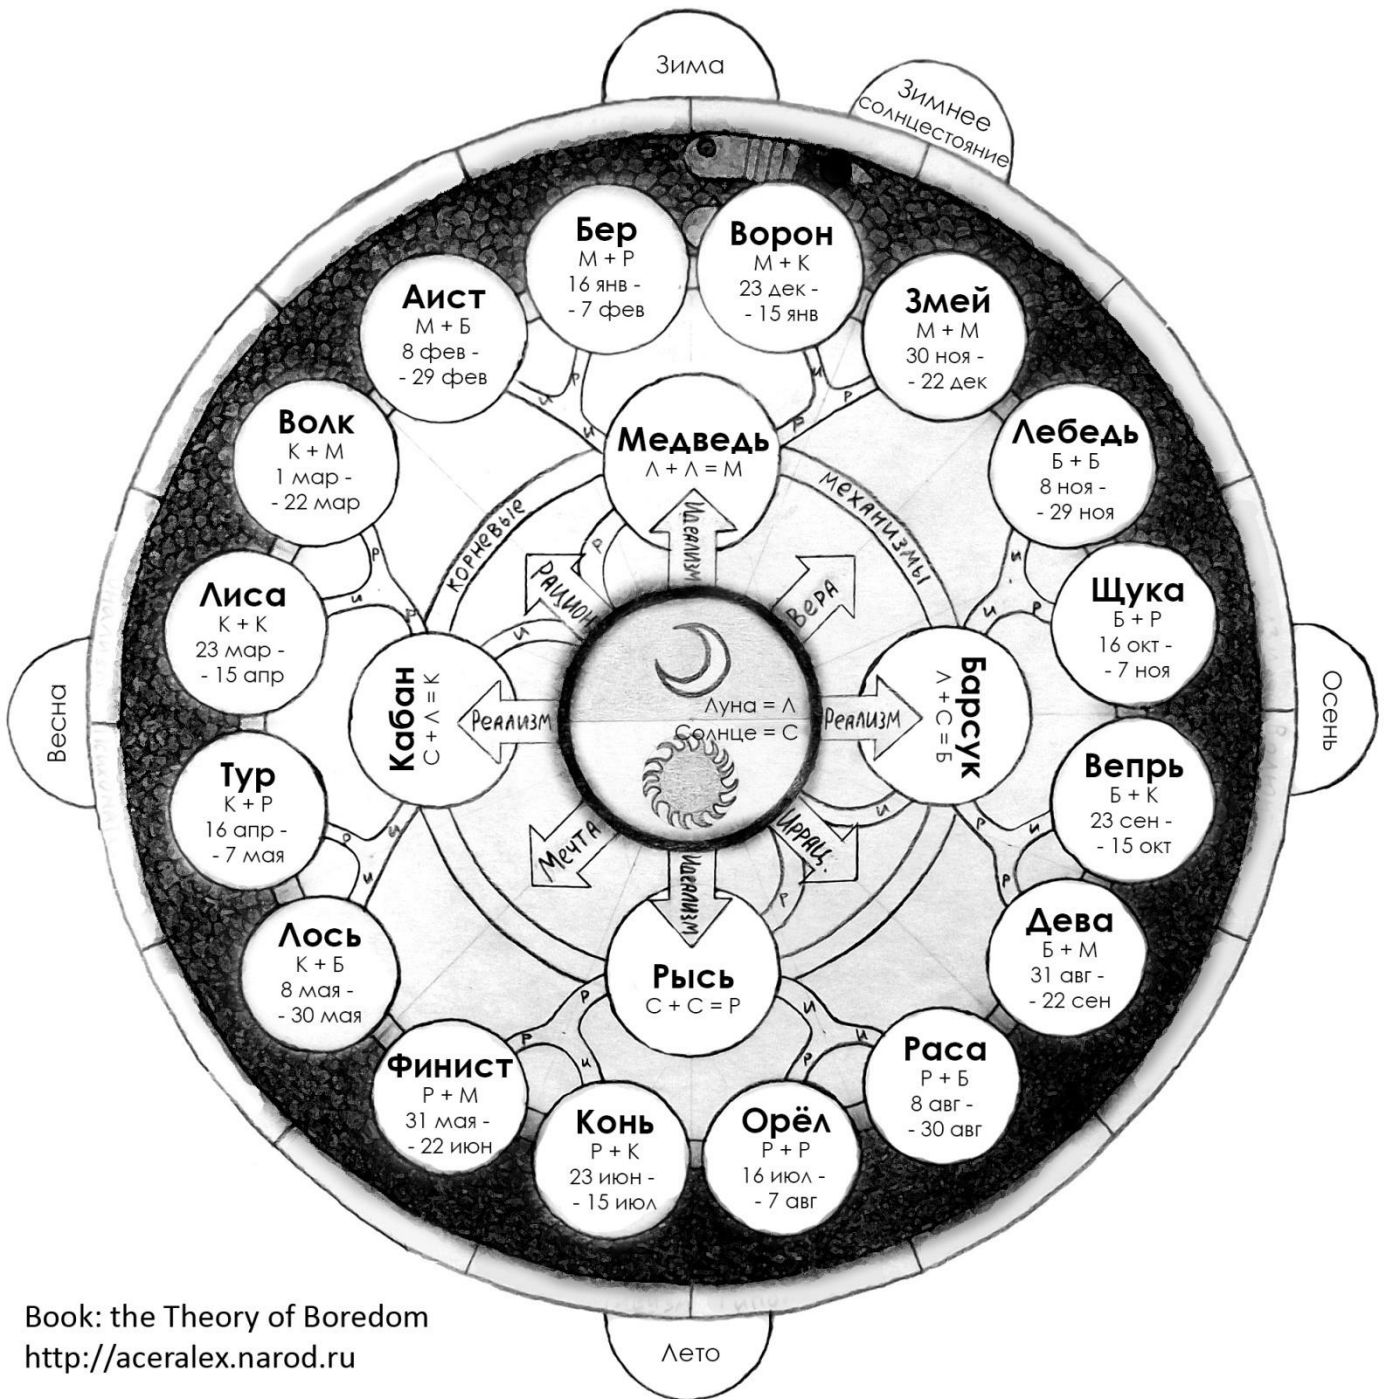 Зима
Зимнее
солнцестояние
Бер
М + Р
16 янв -
- 7 фев
Ворон
М + К
23 дек -
- 15 янв
Аист
М + Б
8 фев -
- 29 фев
Змей
М + М
30 ноя -
- 22 дек
Волк
К + М
1 мар -
- 22 мар
Медведь
Л + Л = М
Лебедь
Б + Б
8 ноя -
- 29 ноя
Лиса
К + К
23 мар -
- 15 апр
Щука
Б + Р
16 окт -
- 7 ноя
Корневые
механизмы
Идеализм
Рацион
Вера
Весна
Кабан
С + Л = К
Реализм
Луна = Л
Солнце = С
Реализм
Барсук
Л + С = Б
Осень
Тур
К + Р
16 апр -
- 7 мая
Вепрь
Б + К
23 сен -
- 15 окт
Мечта
Идеализм
Иррац.
Лось
К + Б
8 мая -
- 30 мая
Рысь
С + С = Р
Дева
Б + М
31 авг -
- 22 сен
Финист
Р + М
31 мая -
- 22 июн
Конь
Р + К
23 июн -
- 15 июл
Орёл
Р + Р
16 июл -
- 7 авг
Раса
Р + Б
8 авг -
- 30 авг
Лето
Book: the Theory of Boredom
http://aceralex.narod.ru